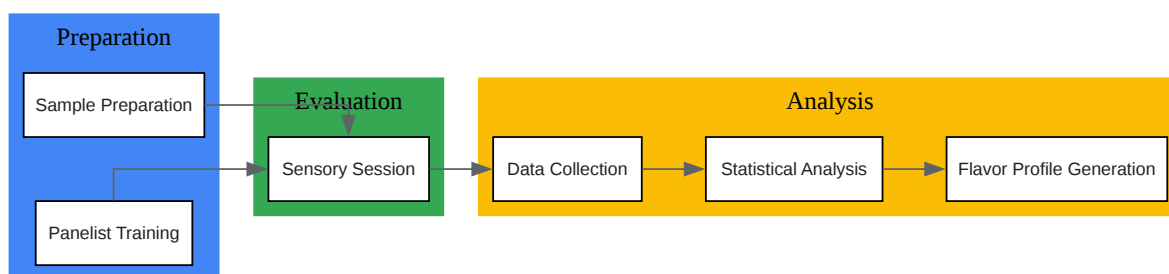 Preparation
Sample Preparation
Panelist Training
Evaluation
Sensory Session
Analysis
Data Collection
Statistical Analysis
Flavor Profile Generation